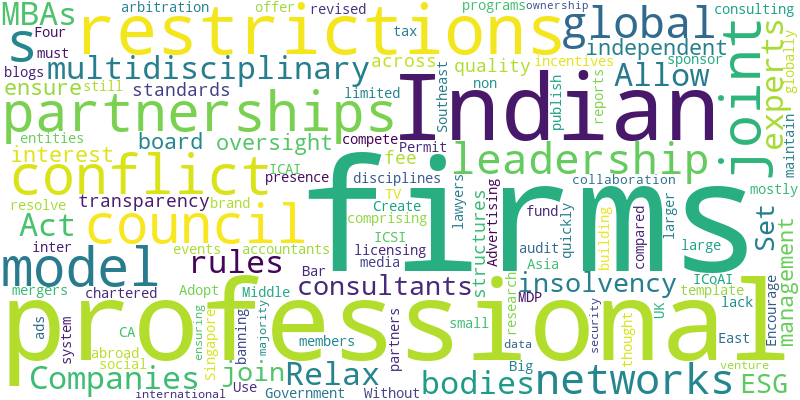 MBAs arbitration offer revised programs ownership
Four restrictions global consulting
s must tax independent sponsor experts
blogs multidisciplinary across quality incentives joint globally
ensure still standards limited Southeast non Allow reports
partnerships Indian publish maintain
entities board oversight compete Permit leadership
interest conflict fee ICAI presence disciplines lawyers collaboration mostly
resolve transparency brand TV Create comprising structures Advertising fund quickly building compared larger Set
Act council firms ICSI audit large management
inter events accountants licensing media Asia
model rules Bar consultants insolvency ICoAI Encourage
mergers chartered Adopt Middle MDP research UK template
ads system professional small partners Big data security thought lack East
CA abroad Singapore ensuring banning majority members venture
social Companies join Use Relax Government Without bodies networks ESG
international